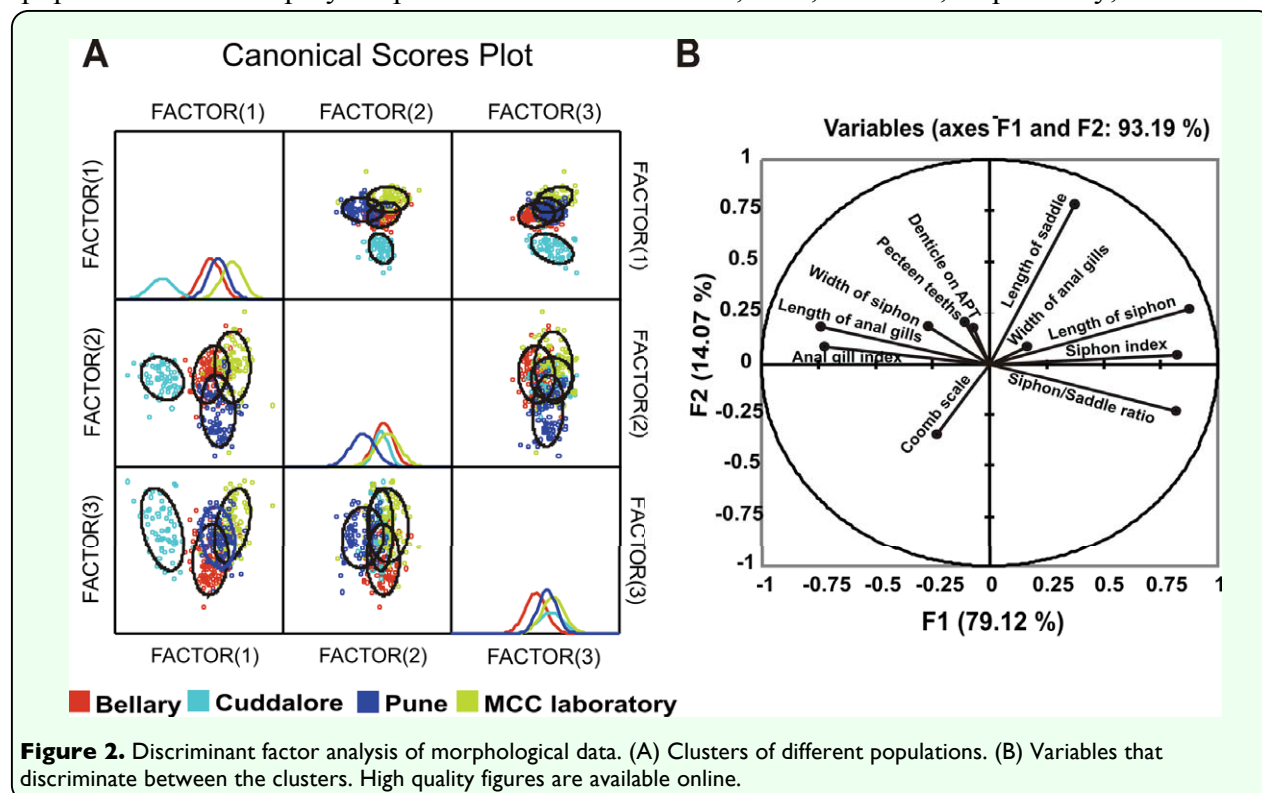 A
Canonical Scores Plot
FACTOR(1) FACTOR(2) FACTOR(3)
FACTOR(1)
FACTOR(1)
FACTOR(2)
FACTOR(2)
FACTOR(3)
FACTOR(3)
FACTOR(1) FACTOR(2) FACTOR(3)
Bellary Cuddalore Pune MCC laboratory
B
Variables (axes F1 and F2: 93.19 %)
1
0.75
0.5
0.25
0
-0.25
-0.5
-0.75
-1
F2 (14.07 %)
Length of saddle
Denticle on APT
Pecteen teeths
Width of anal gills
Width of siphon
Length of siphon
Length of anal gills
Siphon index
Anal gill index
Siphon/Saddle ratio
Coomb scale
-1 -0.75 -0.5 -0.25 0 0.25 0.5 0.75 1
F1 (79.12 %)
Figure 2. Discriminant factor analysis of morphological data. (A) Clusters of different populations. (B) Variables that
discriminate between the clusters. High quality figures are available online.